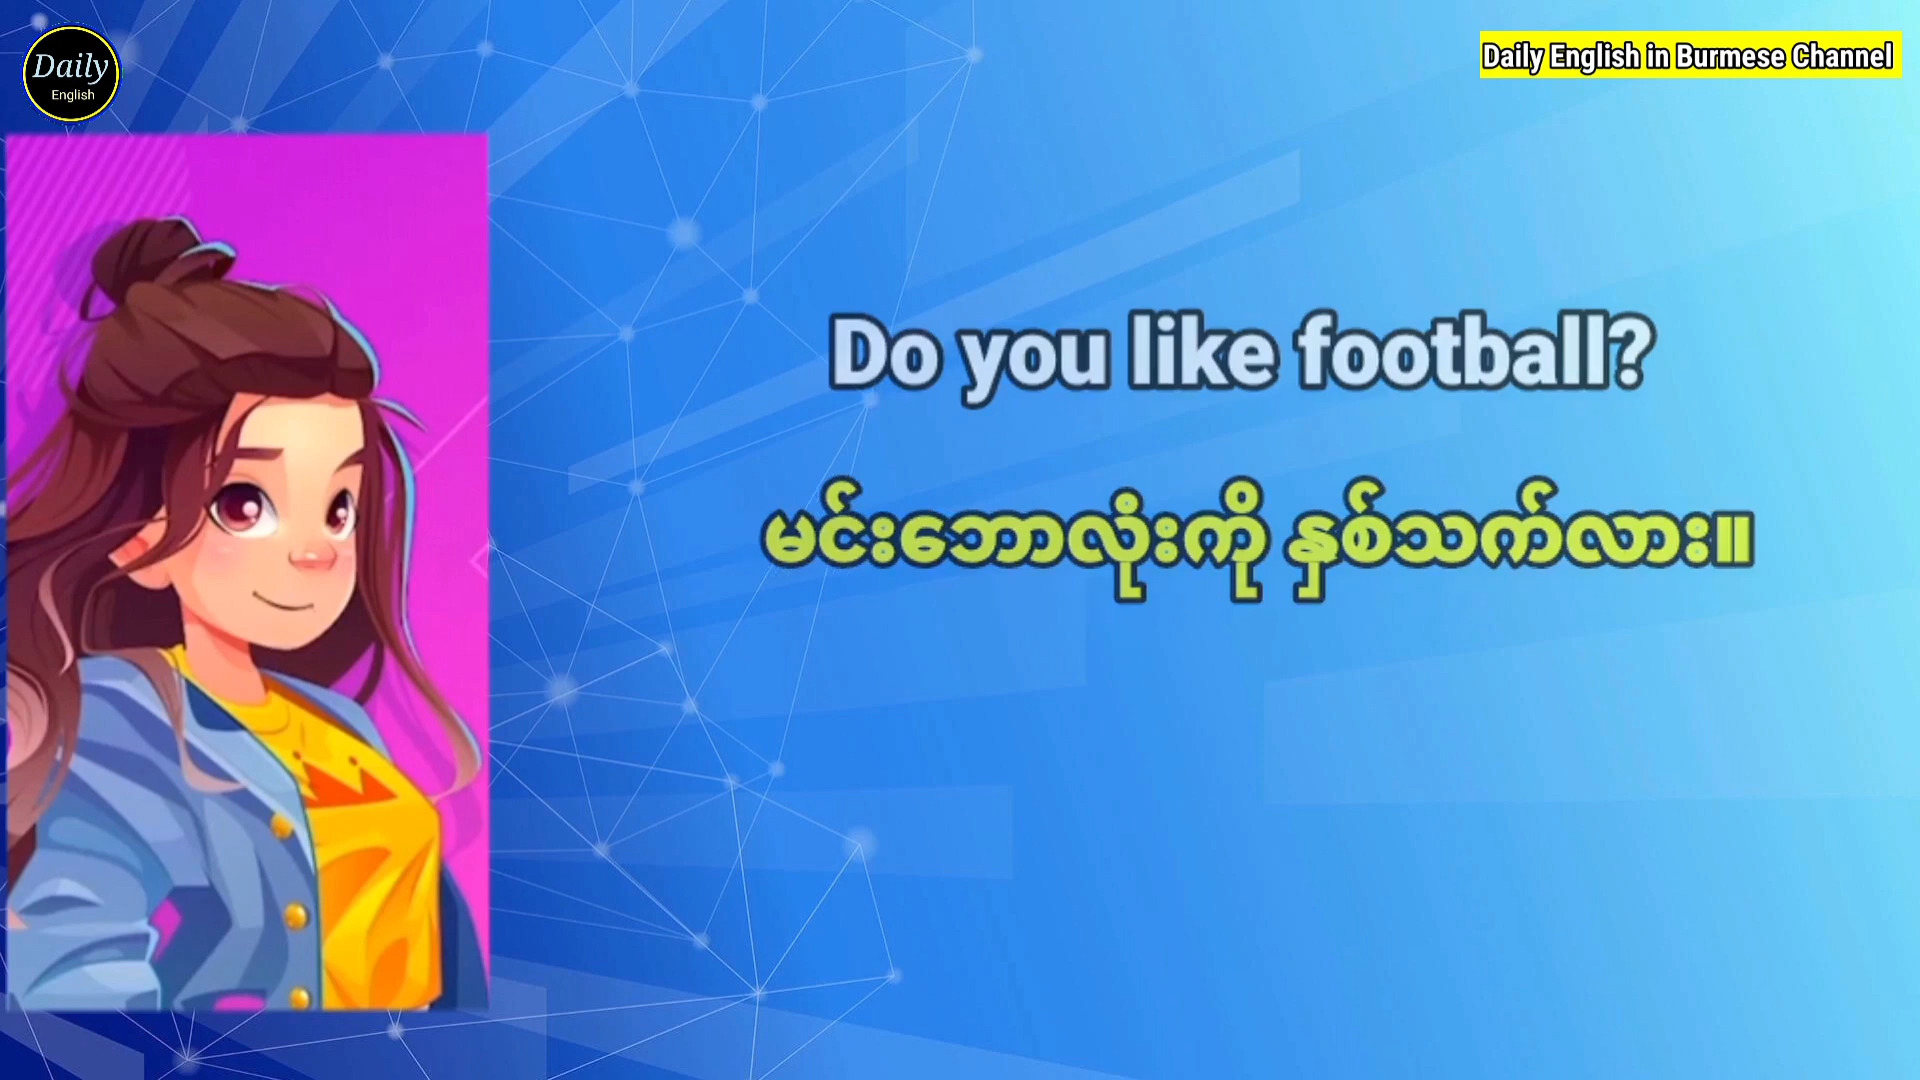 Daily
English
Daily English in Burmese Channel
Do you like football?
မင်းဘောလုံးကို နှစ်သက်လား။